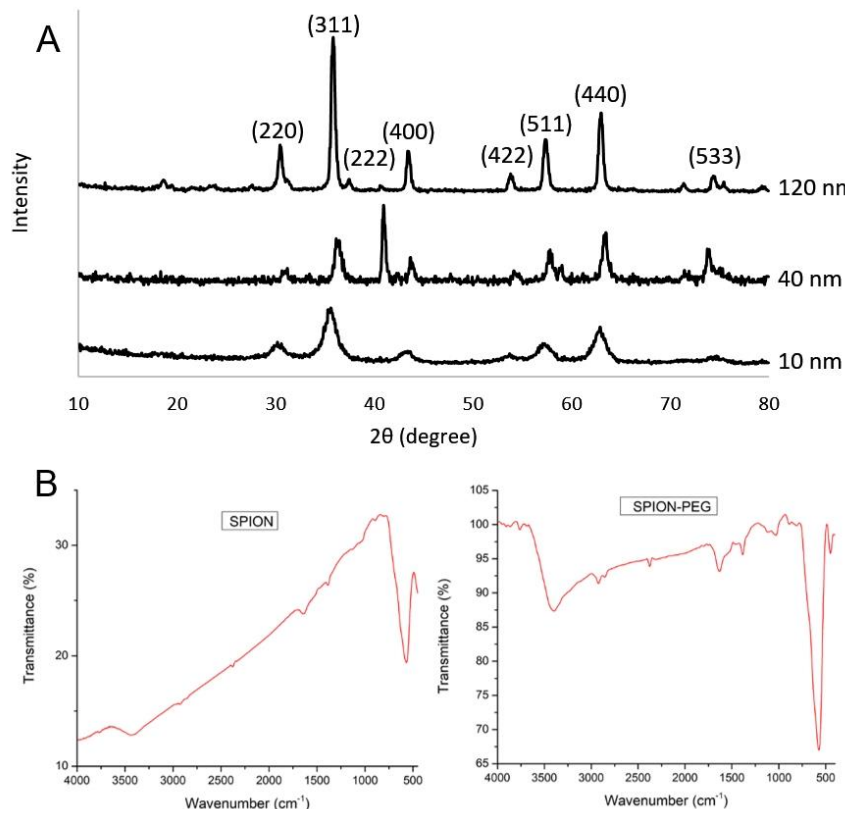 A
(311)
(440)
(220)
(222)
(400)
(422)
(511)
(533)
Intensity
120 nm
40 nm
10 nm
10 20 30 40 50 60 70 80
2θ (degree)
B
SPION
30
20
10
Transmittance (%)
4000 3500 3000 2500 2000 1500 1000 500
Wavenumber (cm⁻¹)
SPION-PEG
105
100
95
90
85
80
75
70
65
Transmittance (%)
4000 3500 3000 2500 2000 1500 1000 500
Wavenumber (cm⁻¹)